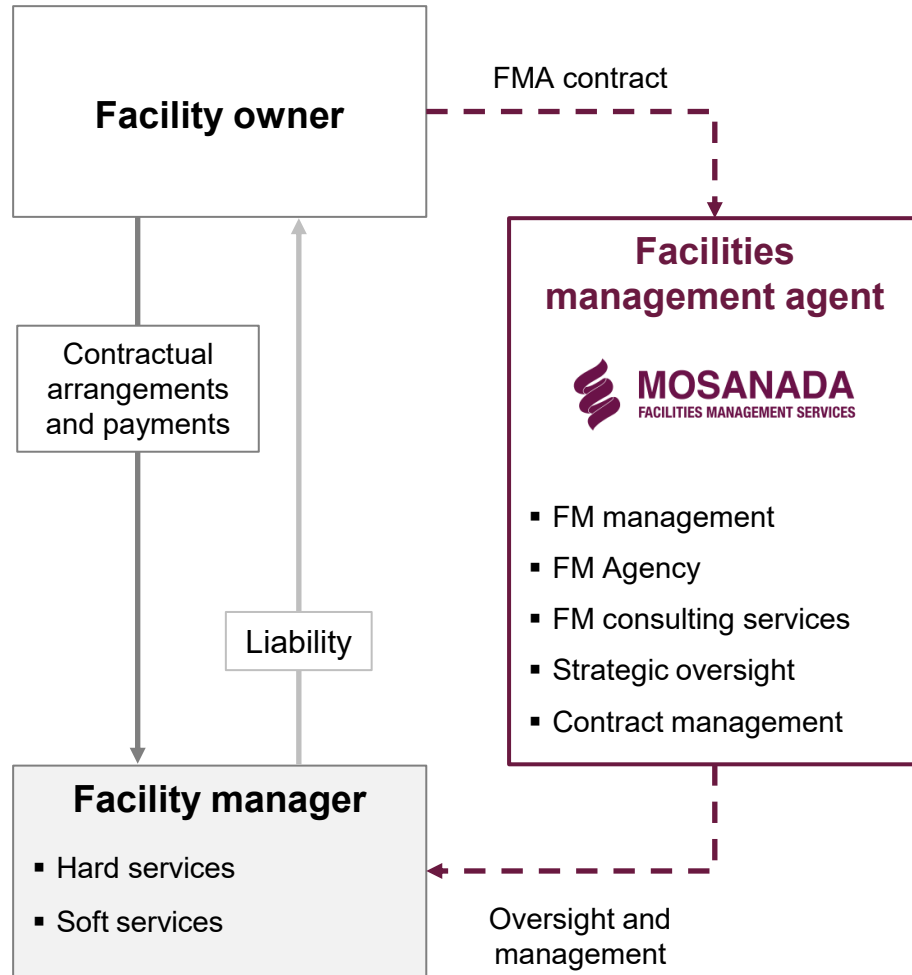 Facility owner
FMA contract
Facilities
management agent
MOSANADA
FACILITIES MANAGEMENT SERVICES
▪ FM management
▪ FM Agency
▪ FM consulting services
▪ Strategic oversight
▪ Contract management
Contractual
arrangements
and payments
Liability
Facility manager
▪ Hard services
▪ Soft services
Oversight and
management